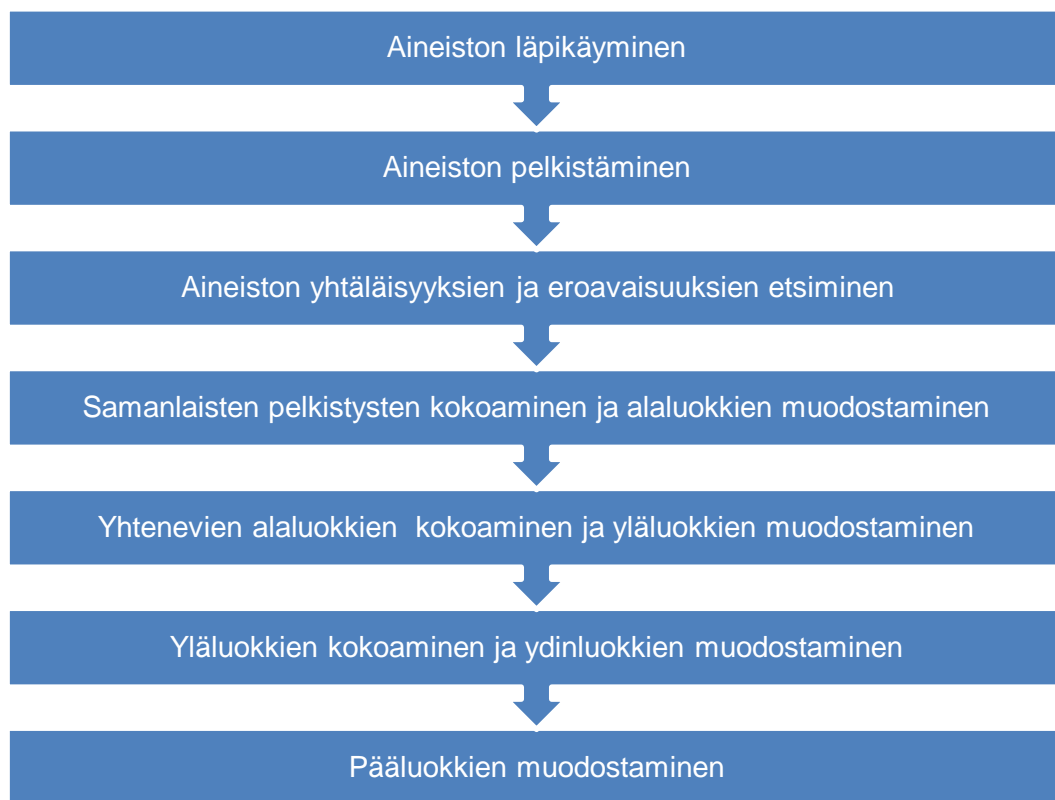 Aineiston läpikäyminen
Aineiston pelkistäminen
Aineiston yhtäläisyyksien ja eroavaisuuksien etsiminen
Samanlaisten pelkistysten kokoaminen ja alaluokkien muodostaminen
Yhtenevien alaluokkien  kokoaminen ja yläluokkien muodostaminen
Yläluokkien kokoaminen ja ydinluokkien muodostaminen
Pääluokkien muodostaminen